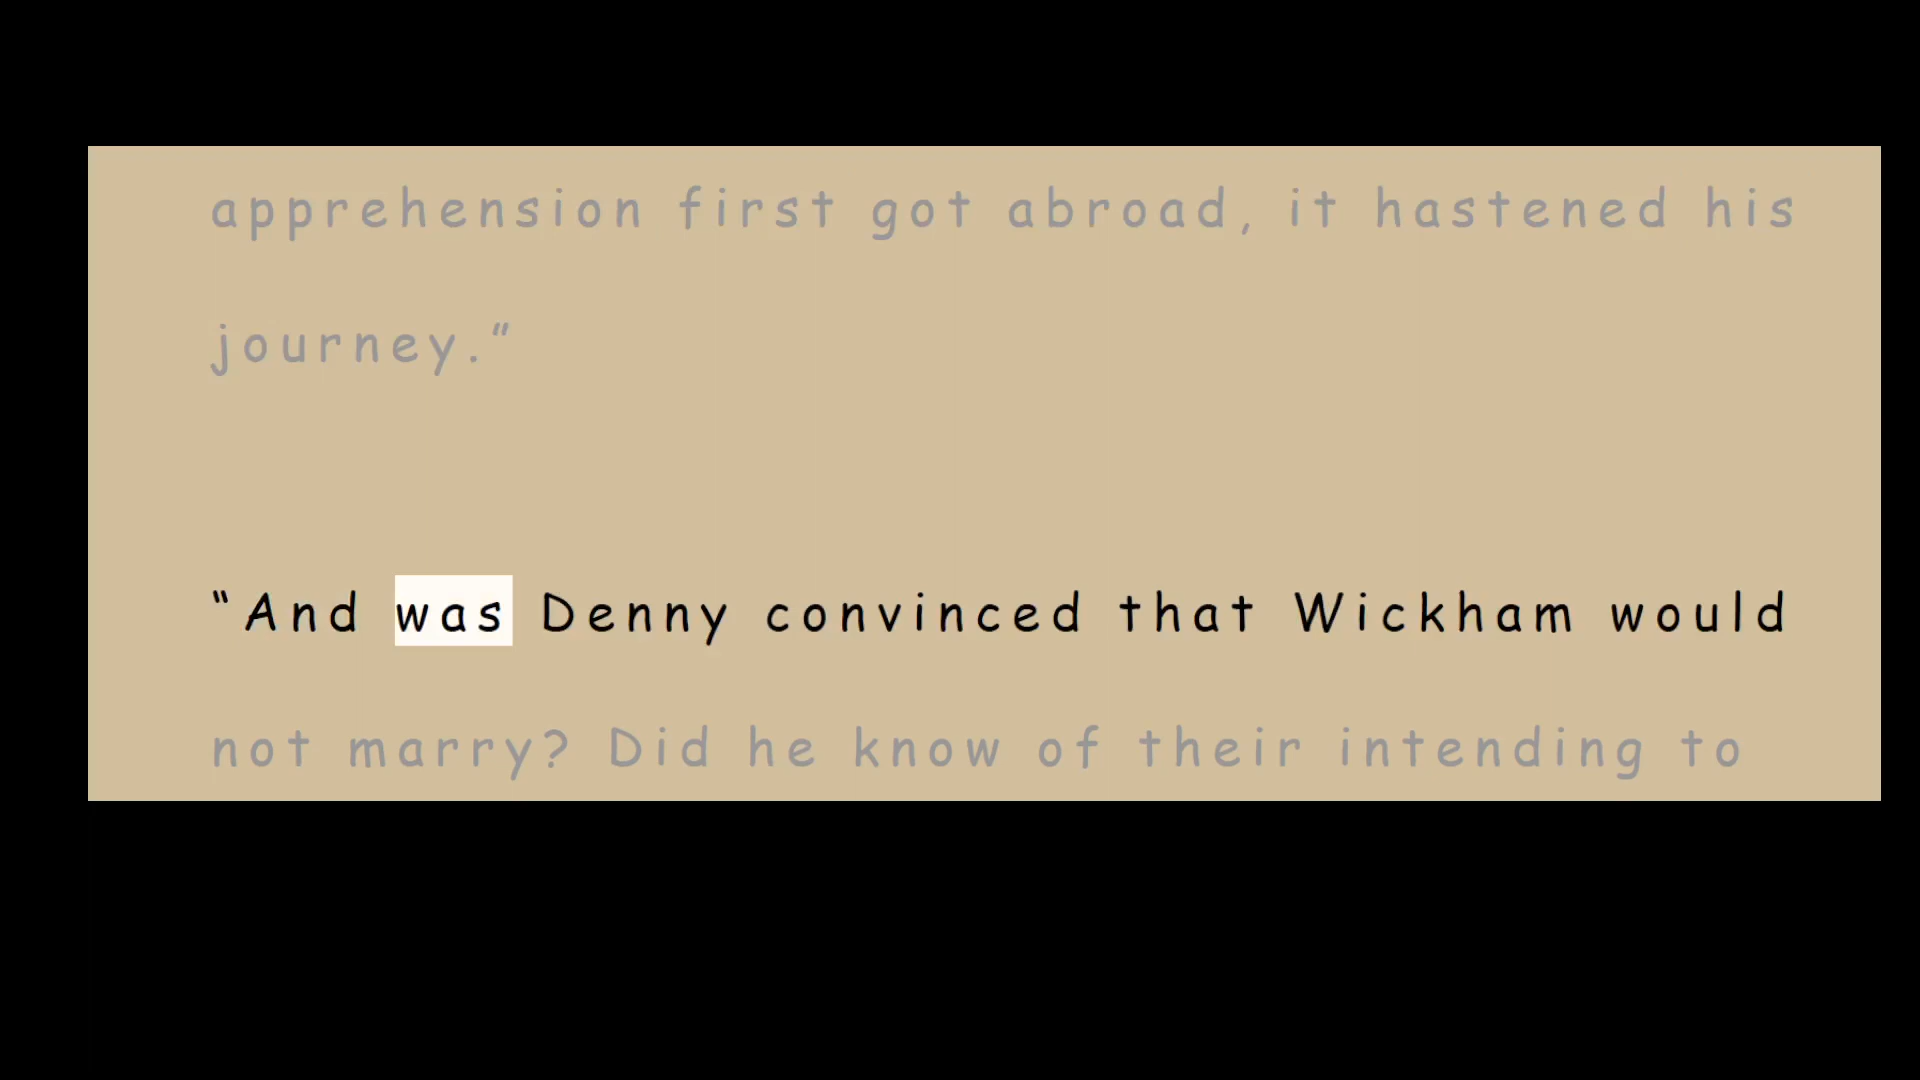 apprehension first got abroad, it hastened his
journey.”
“And was Denny convinced that Wickham would
not marry? Did he know of their intending to